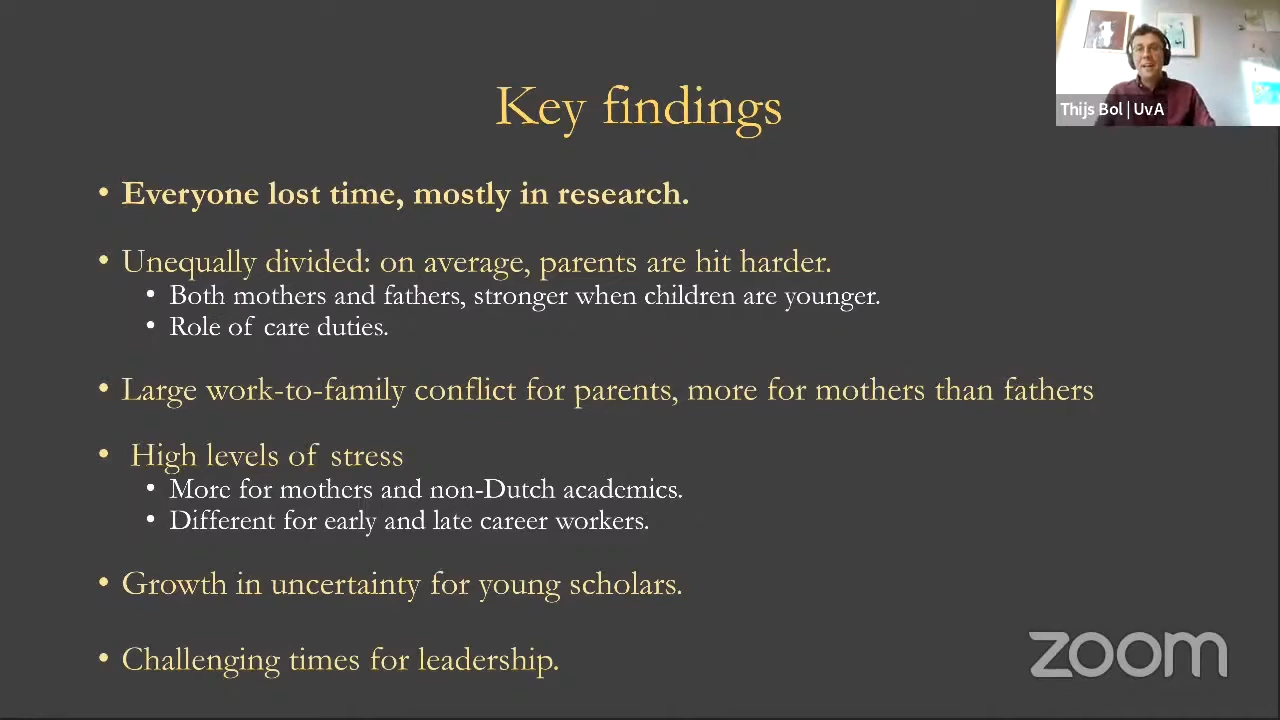 Thijs Bol | UvA
Key findings
• Everyone lost time, mostly in research.
• Unequally divided: on average, parents are hit harder.
• Both mothers and fathers, stronger when children are younger.
• Role of care duties.
• Large work-to-family conflict for parents, more for mothers than fathers
• High levels of stress
• More for mothers and non-Dutch academics.
• Different for early and late career workers.
• Growth in uncertainty for young scholars.
• Challenging times for leadership.
zoom